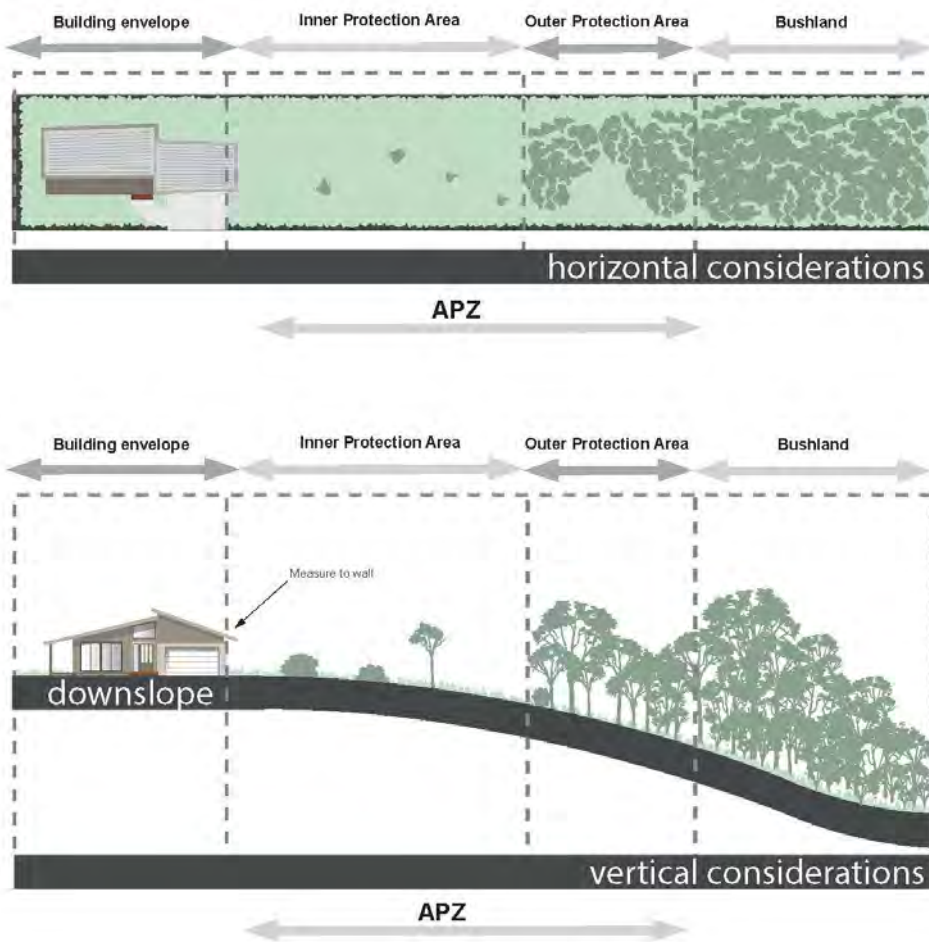 Building envelope
Inner Protection Area
Outer Protection Area
Bushland
horizontal considerations
APZ
Building envelope
Inner Protection Area
Outer Protection Area
Bushland
Measure to wall
downslope
vertical considerations
APZ